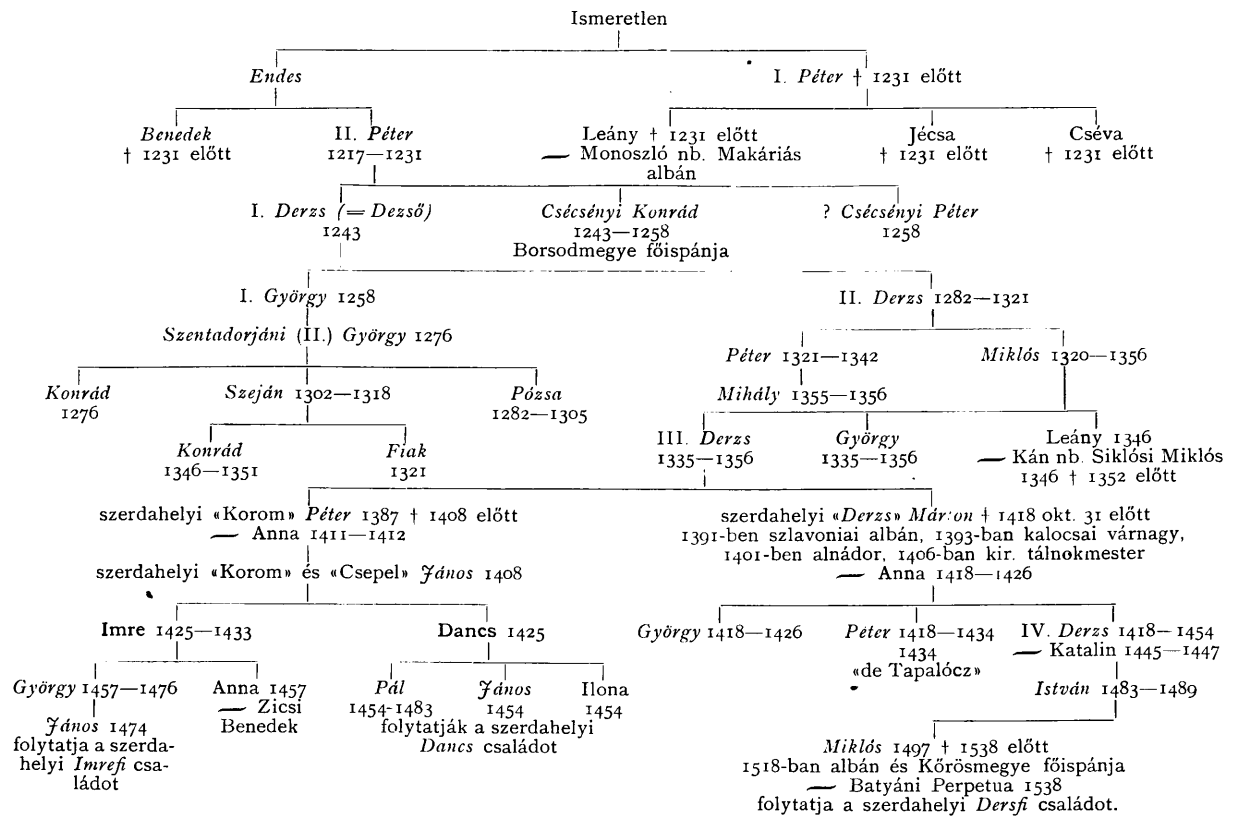 Ismeretlen
Endes
I. Péter † 1231 előtt
Benedek
† 1231 előtt
II. Péter
1217—1231
Leány † 1231 előtt
— Monoszló nb. Makáriás
albán
Jécsa
† 1231 előtt
Cséva
† 1231 előtt
I. Derzs (= Dezső)
1243
Csécsényi Konrád
1243—1258
Borsodmegye főispánja
? Csécsényi Péter
1258
I. György 1258
II. Derzs 1282—1321
Szentadorjáni (II.) György 1276
Péter 1321—1342
Miklós 1320—1356
Konrád
1276
Szeján 1302—1318
Pózsa
1282—1305
Mihály 1355—1356
Konrád
1346—1351
Fiak
1321
III. Derzs
1335—1356
György
1335—1356
Leány 1346
— Kán nb. Siklósi Miklós
1346 † 1352 előtt
szerdahelyi «Korom» Péter 1387 † 1408 előtt
— Anna 1411—1412
szerdahelyi «Derzs» Márton † 1418 okt. 31 előtt
1391-ben szlavoniai albán, 1393-ban kalocsai várnagy,
1401-ben alnádor, 1406-ban kir. tálnokmester
— Anna 1418—1426
szerdahelyi «Korom» és «Csepel» János 1408
Imre 1425—1433
Dancs 1425
György 1418—1426
Péter 1418—1434
1434
«de Tapalócz»
IV. Derzs 1418—1454
— Katalin 1445—1447
György 1457—1476
Anna 1457
— Zicsi
Benedek
Pál
1454-1483
János
1454
Ilona
1454
folytatják a szerdahelyi
Dancs családot
István 1483—1489
János 1474
folytatja a szerda-
helyi Imrefi csa-
ládot
Miklós 1497 † 1538 előtt
1518-ban albán és Kőrösmegye főispánja
— Batyáni Perpetua 1538
folytatja a szerdahelyi Dersfi családot.